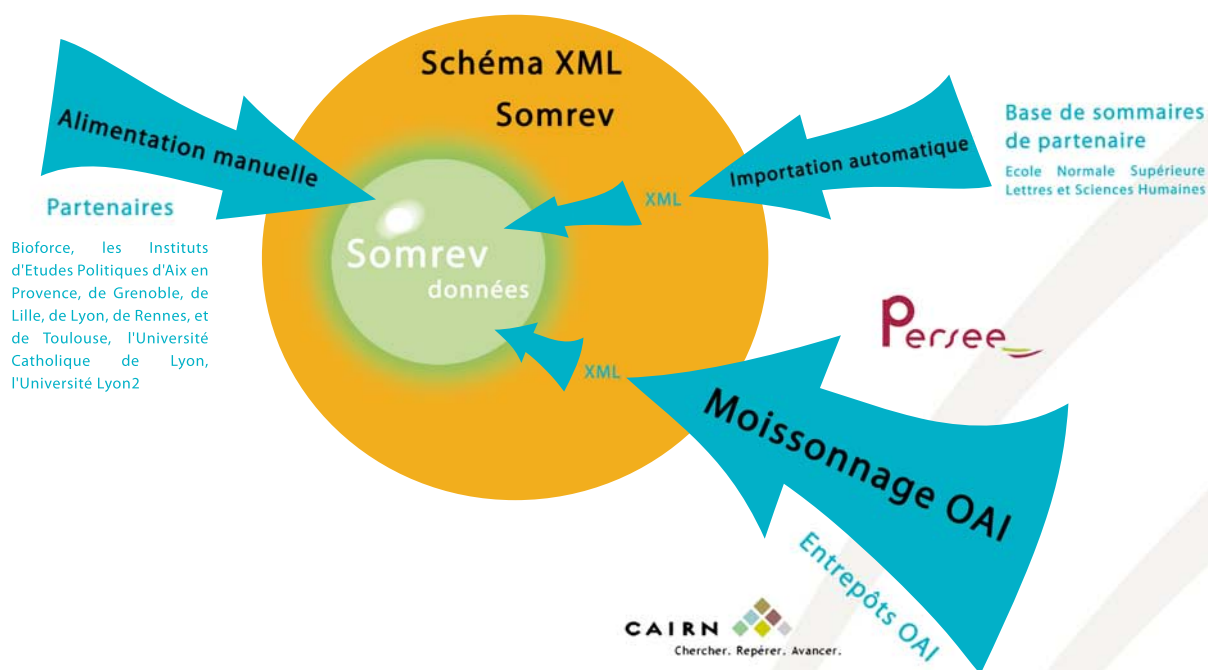 Schéma XML
Somrev
Alimentation manuelle
Partenaires
Bioforce, les Instituts
d'Etudes Politiques d'Aix en
Provence, de Grenoble, de
Lille, de Lyon, de Rennes, et
de Toulouse, l'Université
Catholique de Lyon,
l'Université Lyon2
Somrev
données
XML
Importation automatique
Base de sommaires
de partenaire
Ecole Normale Supérieure
Lettres et Sciences Humaines
Persee
XML
Moissonnage OAI
Entrepôts OAI
CAIRN
Chercher. Repérer. Avancer.